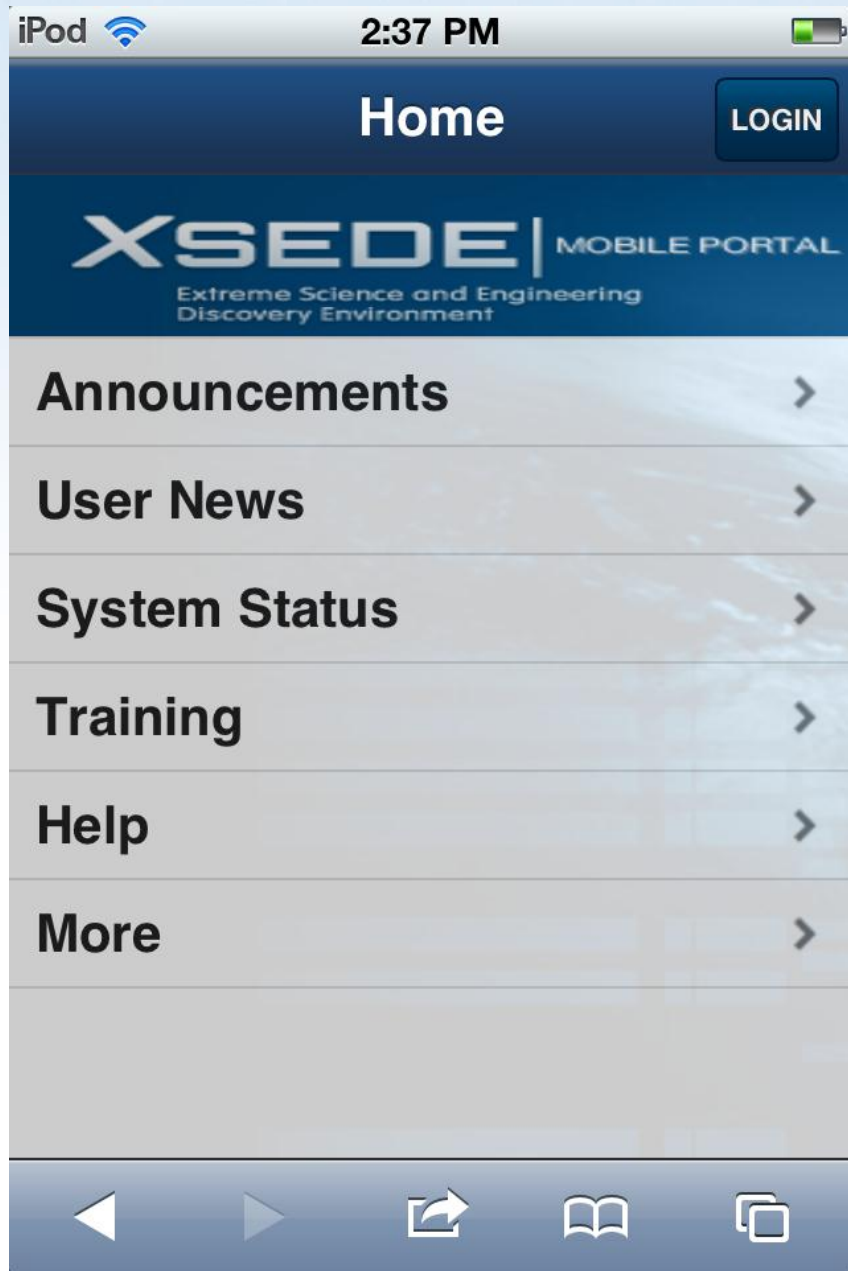 iPod 2:37 PM
Home LOGIN
XSEDE MOBILE PORTAL
Extreme Science and Engineering
Discovery Environment
Announcements
User News
System Status
Training
Help
More